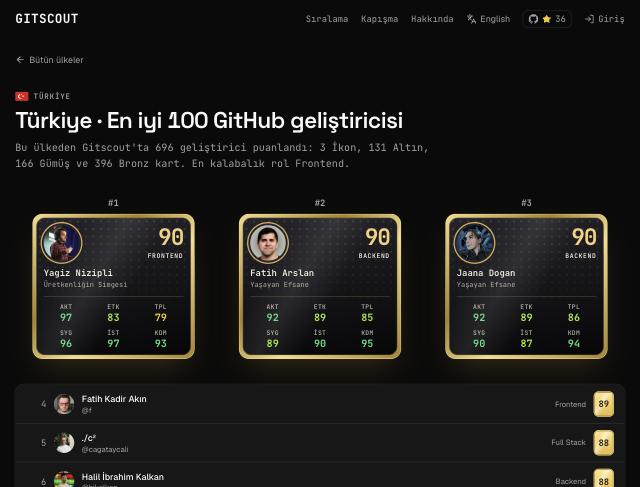 GITSCOUT
Sıralama Kapışma Hakkında English 36 Giriş
Bütün ülkeler
TÜRKİYE
Türkiye · En iyi 100 GitHub geliştiricisi
Bu ülkeden Gitscout'ta 696 geliştirici puanlandı: 3 İkon, 131 Altın,
166 Gümüş ve 396 Bronz kart. En kalabalık rol Frontend.
#1
90
FRONTEND
Yagiz Nizipli
Üretkenliğin Simgesi
AKT ETK TPL
97 83 79
SYG İST KDM
96 97 93
#2
90
BACKEND
Fatih Arslan
Yaşayan Efsane
AKT ETK TPL
92 89 85
SYG İST KDM
89 90 95
#3
90
BACKEND
Jaana Dogan
Yaşayan Efsane
AKT ETK TPL
92 89 86
SYG İST KDM
90 87 94
4 Fatih Kadir Akın Frontend 89
@f
5 ./c² Full Stack 88
@cagataycali
6 Halil İbrahim Kalkan Backend 88